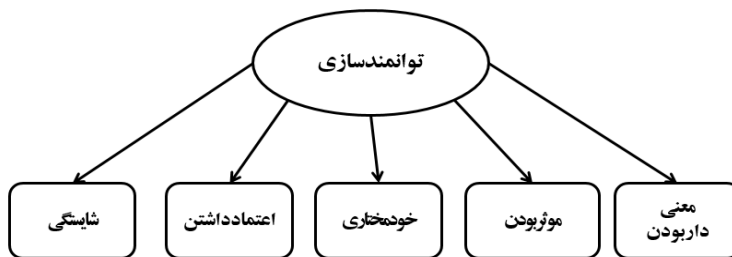 توانمندسازی
معنی
داربودن
موثربودن
خودمختاری
اعتمادداشتن
شایستگی